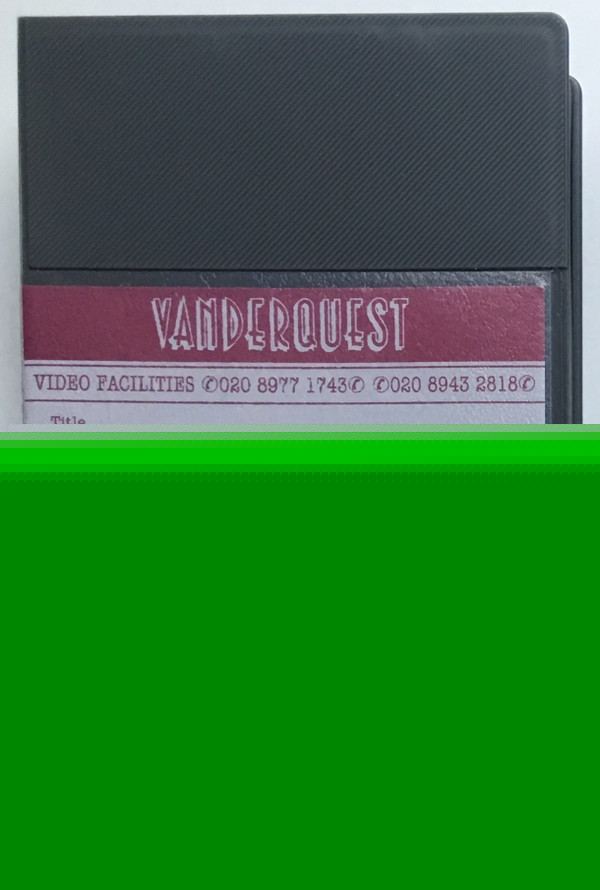 VANDERQUEST
VIDEO FACILITIES ✆020 8977 1743✆ ✆020 8943 2818✆
Title